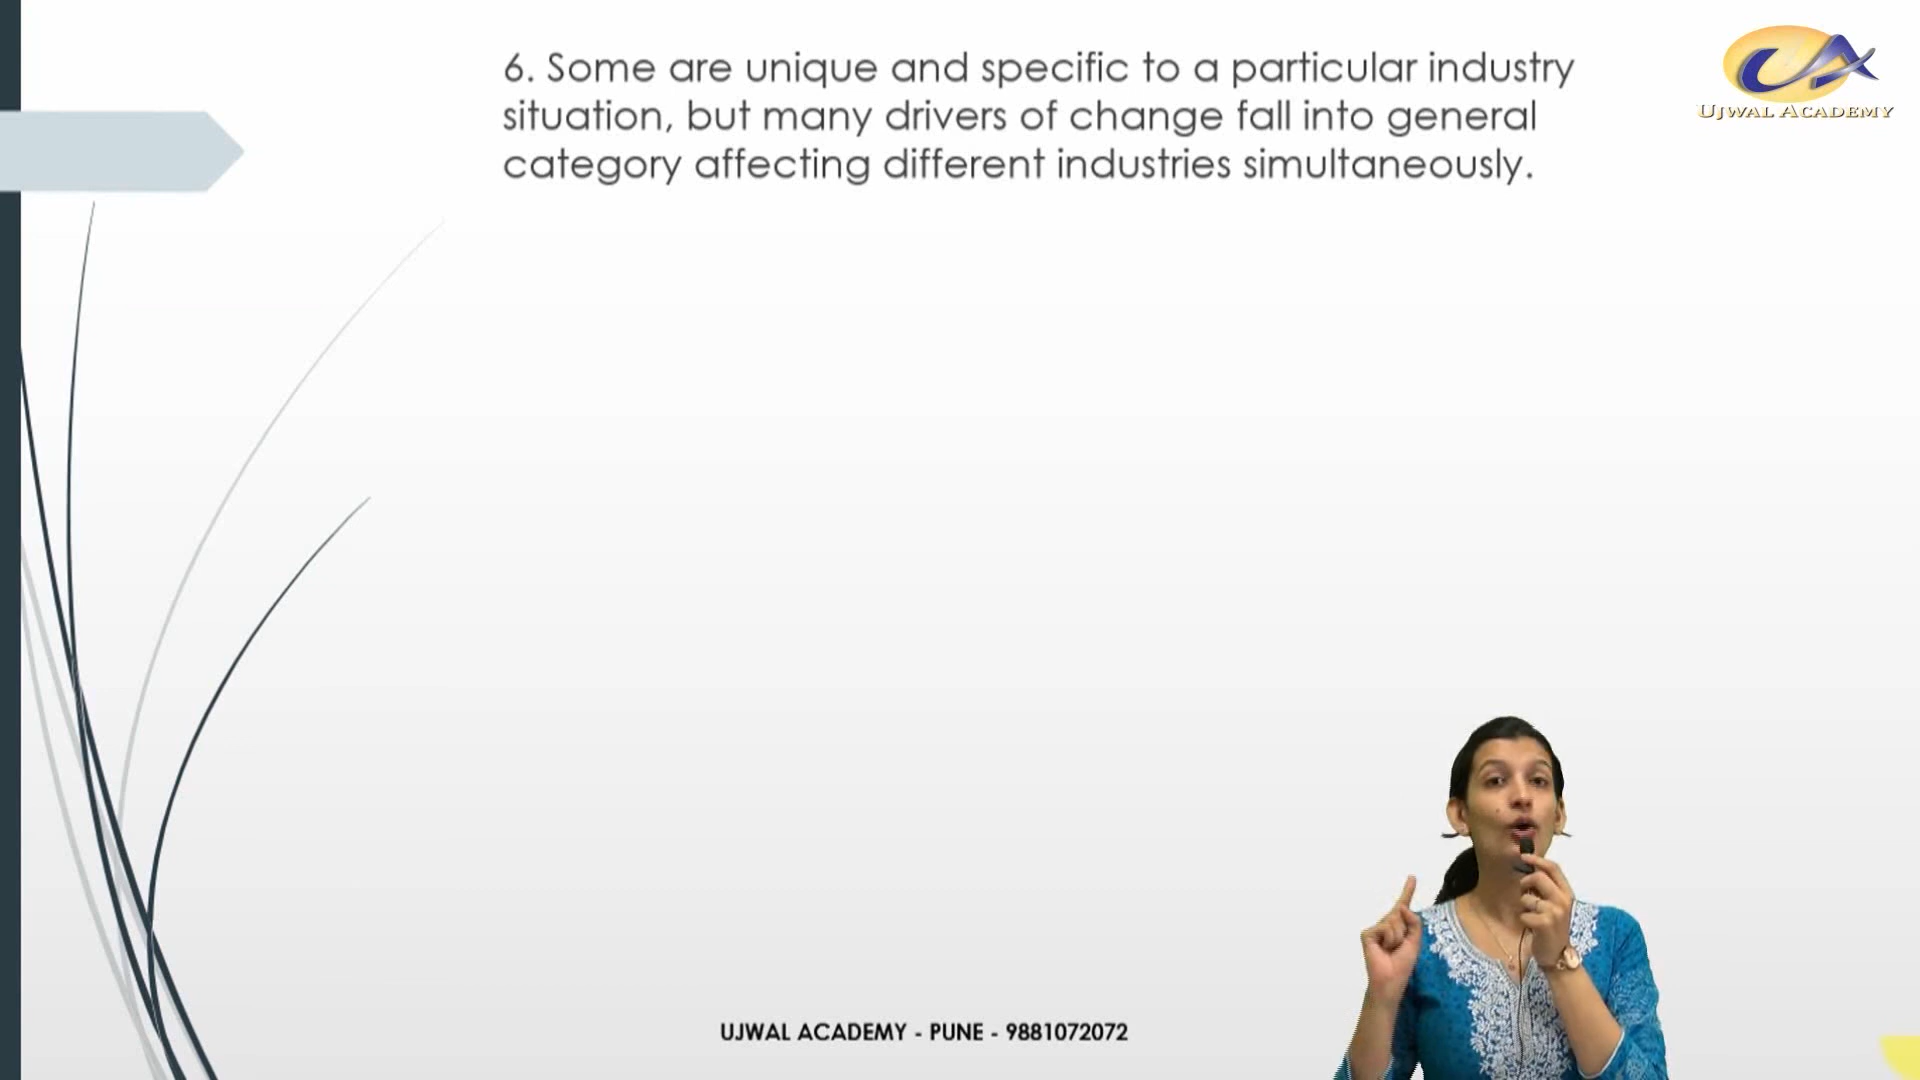 6. Some are unique and specific to a particular industry
situation, but many drivers of change fall into general
category affecting different industries simultaneously.
UJWAL ACADEMY
UJWAL ACADEMY - PUNE - 9881072072